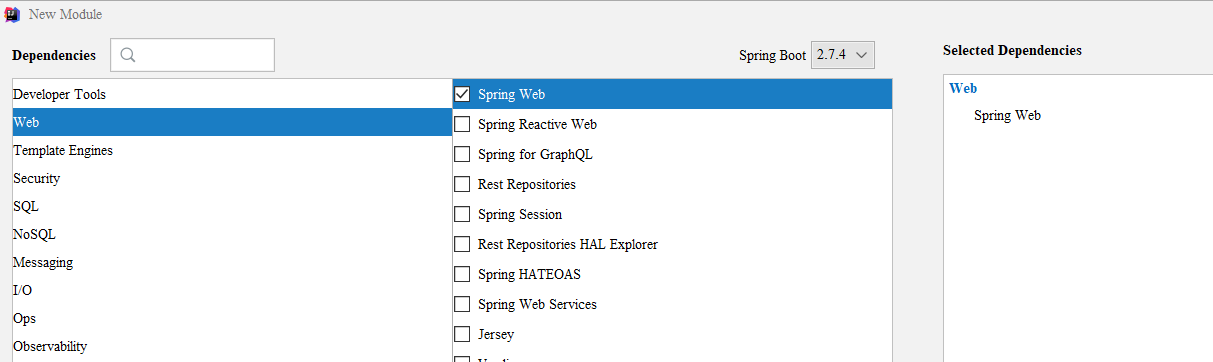 New Module
Dependencies
Spring Boot 2.7.4
Selected Dependencies
Developer Tools
Web
Template Engines
Security
SQL
NoSQL
Messaging
I/O
Ops
Observability
Spring Web
Spring Reactive Web
Spring for GraphQL
Rest Repositories
Spring Session
Rest Repositories HAL Explorer
Spring HATEOAS
Spring Web Services
Jersey
Web
Spring Web